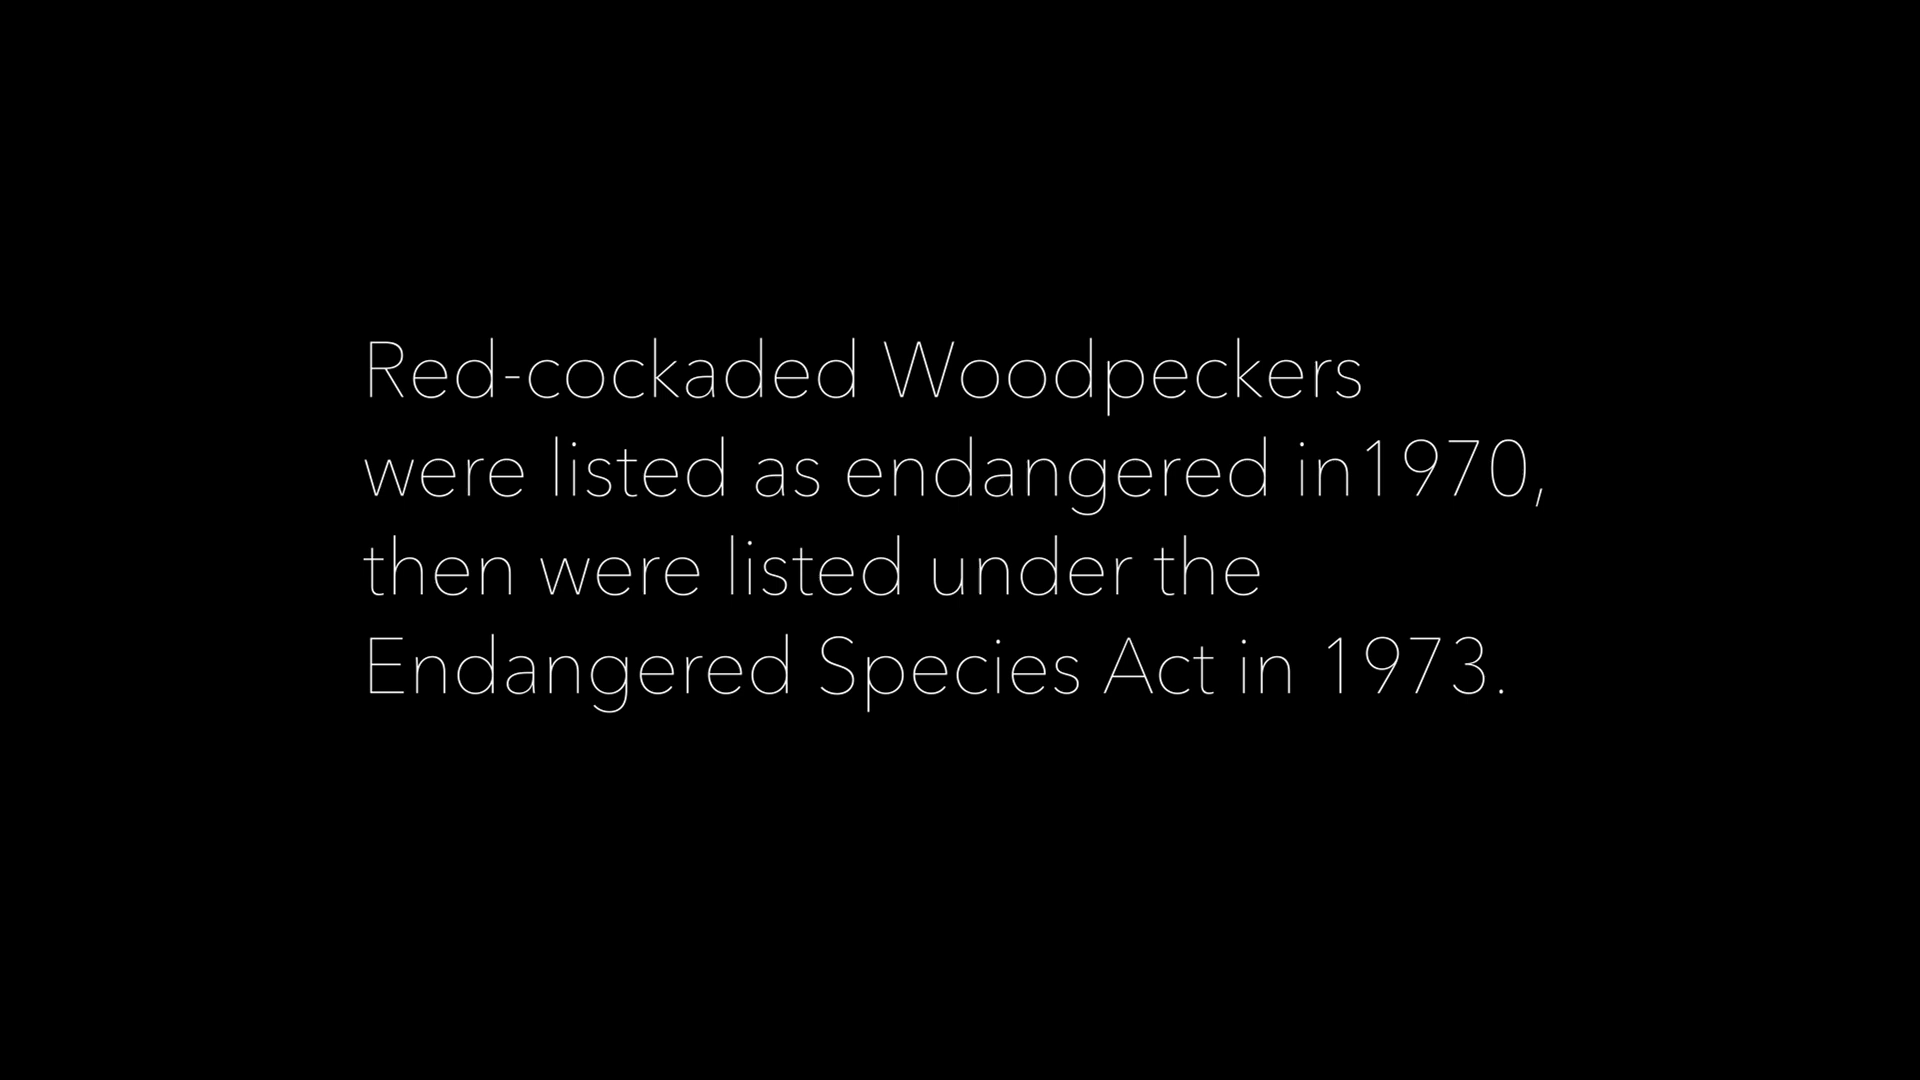 Red-cockaded Woodpeckers
were listed as endangered in1970,
then were listed under the
Endangered Species Act in 1973.